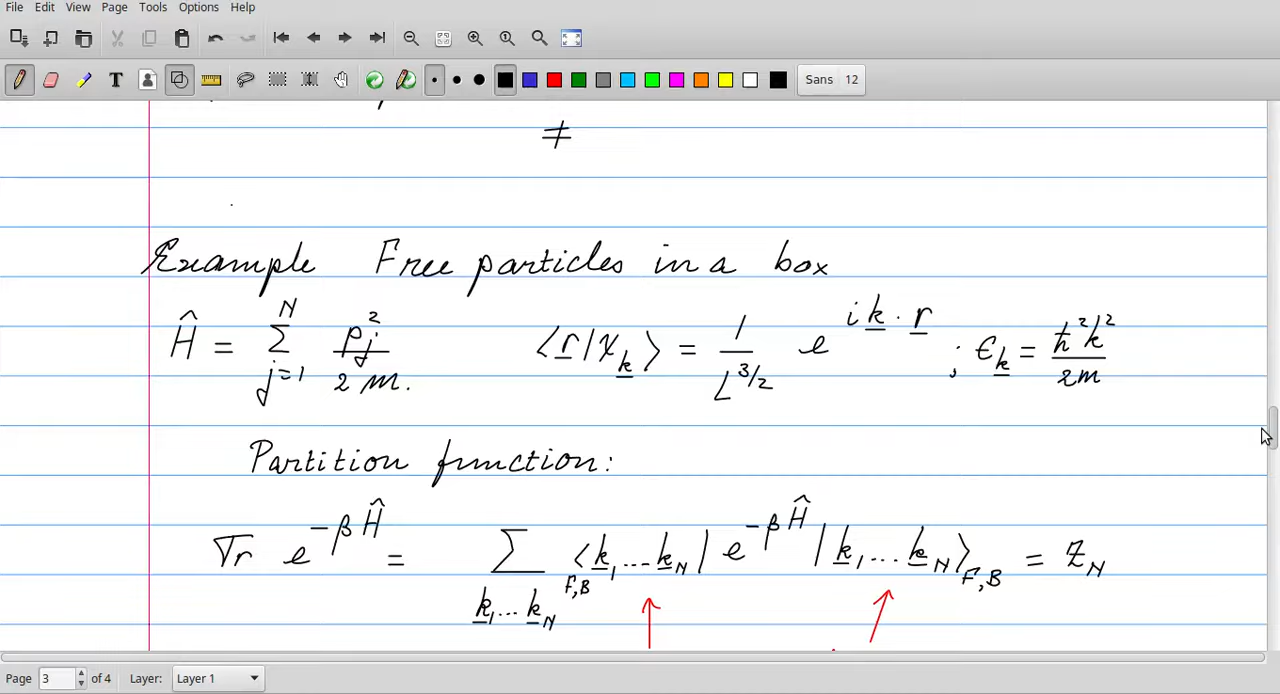 File Edit View Page Tools Options Help
Sans 12
≠
Example Free particles in a box
Ĥ = Σ_{j=1}^{N} p_j^2 / 2m. ⟨r|χ_k⟩ = 1/L^{3/2} e^{ik·r} ; ϵ_k = ħ^2k^2/2m
Partition function:
Tr e^{-βĤ} = Σ_{k_1...k_N} _{F,B}⟨k_1...k_N| e^{-βĤ} |k_1...k_N⟩_{F,B} = Z_N
Page 3 of 4 Layer: Layer 1